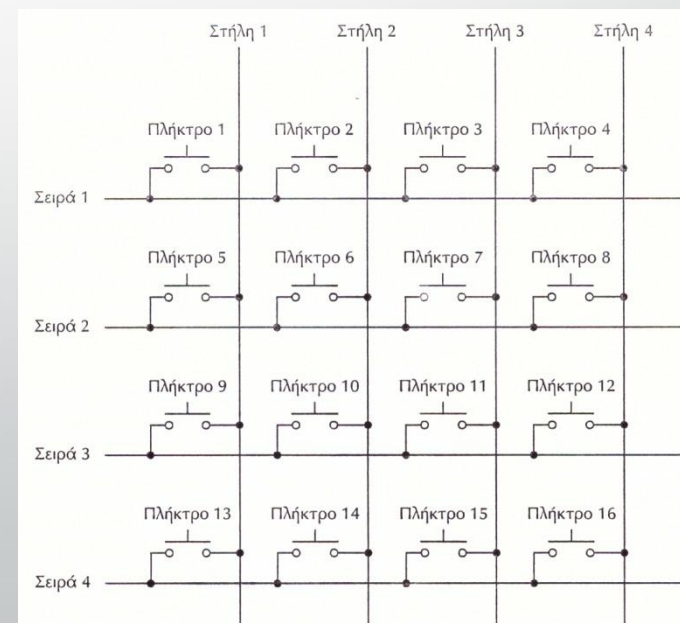 Στήλη 1 Στήλη 2 Στήλη 3 Στήλη 4
Πλήκτρο 1 Πλήκτρο 2 Πλήκτρο 3 Πλήκτρο 4
Σειρά 1
Πλήκτρο 5 Πλήκτρο 6 Πλήκτρο 7 Πλήκτρο 8
Σειρά 2
Πλήκτρο 9 Πλήκτρο 10 Πλήκτρο 11 Πλήκτρο 12
Σειρά 3
Πλήκτρο 13 Πλήκτρο 14 Πλήκτρο 15 Πλήκτρο 16
Σειρά 4